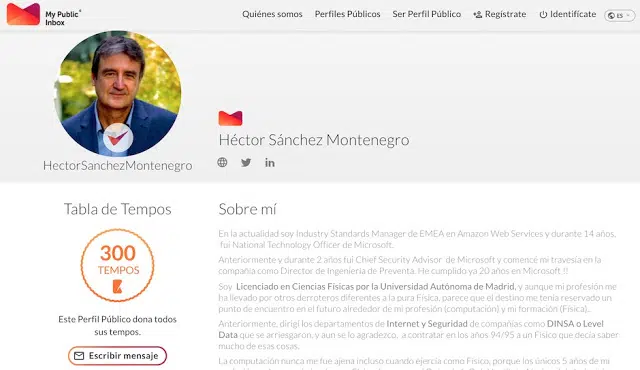 My Public
Inbox
Quiénes somos
Perfiles Públicos
Ser Perfil Público
Regístrate
Identifícate
ES
HectorSanchezMontenegro
Héctor Sánchez Montenegro
Tabla de Tempos
300
TEMPOS
Este Perfil Público dona todos
sus tempos.
Escribir mensaje
Sobre mí
En la actualidad soy Industry Standards Manager de EMEA en Amazon Web Services y durante 14 años,
fui National Technology Officer de Microsoft.
Anteriormente y durante 2 años fui Chief Security Advisor de Microsoft y comencé mi travesía en la
compañía como Director de Ingeniería de Preventa. He cumplido ya 20 años en Microsoft !!
Soy Licenciado en Ciencias Físicas por la Universidad Autónoma de Madrid, y aunque mi profesión me
ha llevado por otros derroteros diferentes a la pura Física, parece que el destino me tenía reservado un
punto de encuentro en el futuro alrededor de mi profesión (computación) y mi formación (Física)..
Anteriormente, dirigí los departamentos de Internet y Seguridad de compañías como DINSA o Level
Data que se arriesgaron, y aun se lo agradezco, a contratar en los años 94/95 a un Físico que decía saber
mucho de esas cosas.
La computación nunca me fue ajena incluso cuando ejercía como Físico, porque los únicos 5 años de mi